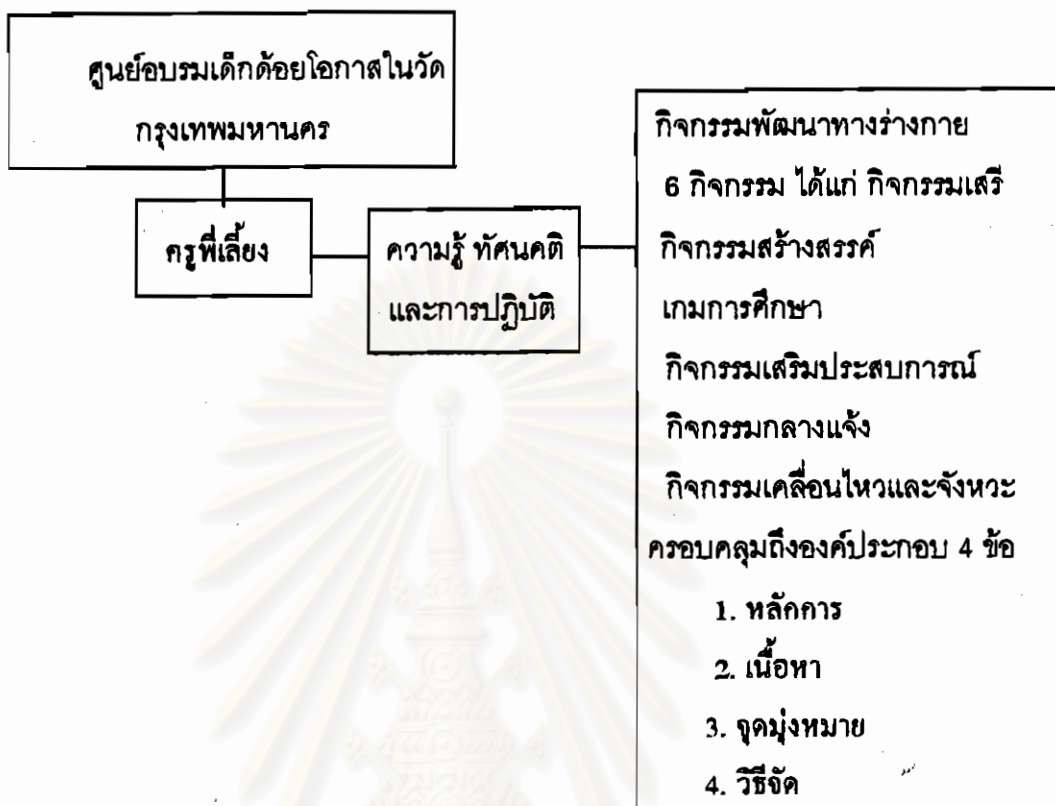 ศูนย์อบรมเด็กด้อยโอกาสในวัด
กรุงเทพมหานคร
ครูพี่เลี้ยง
ความรู้ ทัศนคติ
และการปฏิบัติ
กิจกรรมพัฒนาทางร่างกาย
6 กิจกรรม ได้แก่ กิจกรรมเสรี
กิจกรรมสร้างสรรค์
เกมการศึกษา
กิจกรรมเสริมประสบการณ์
กิจกรรมกลางแจ้ง
กิจกรรมเคลื่อนไหวและจังหวะ
ครอบคลุมถึงองค์ประกอบ 4 ข้อ
1. หลักการ
2. เนื้อหา
3. จุดมุ่งหมาย
4. วิธีจัด